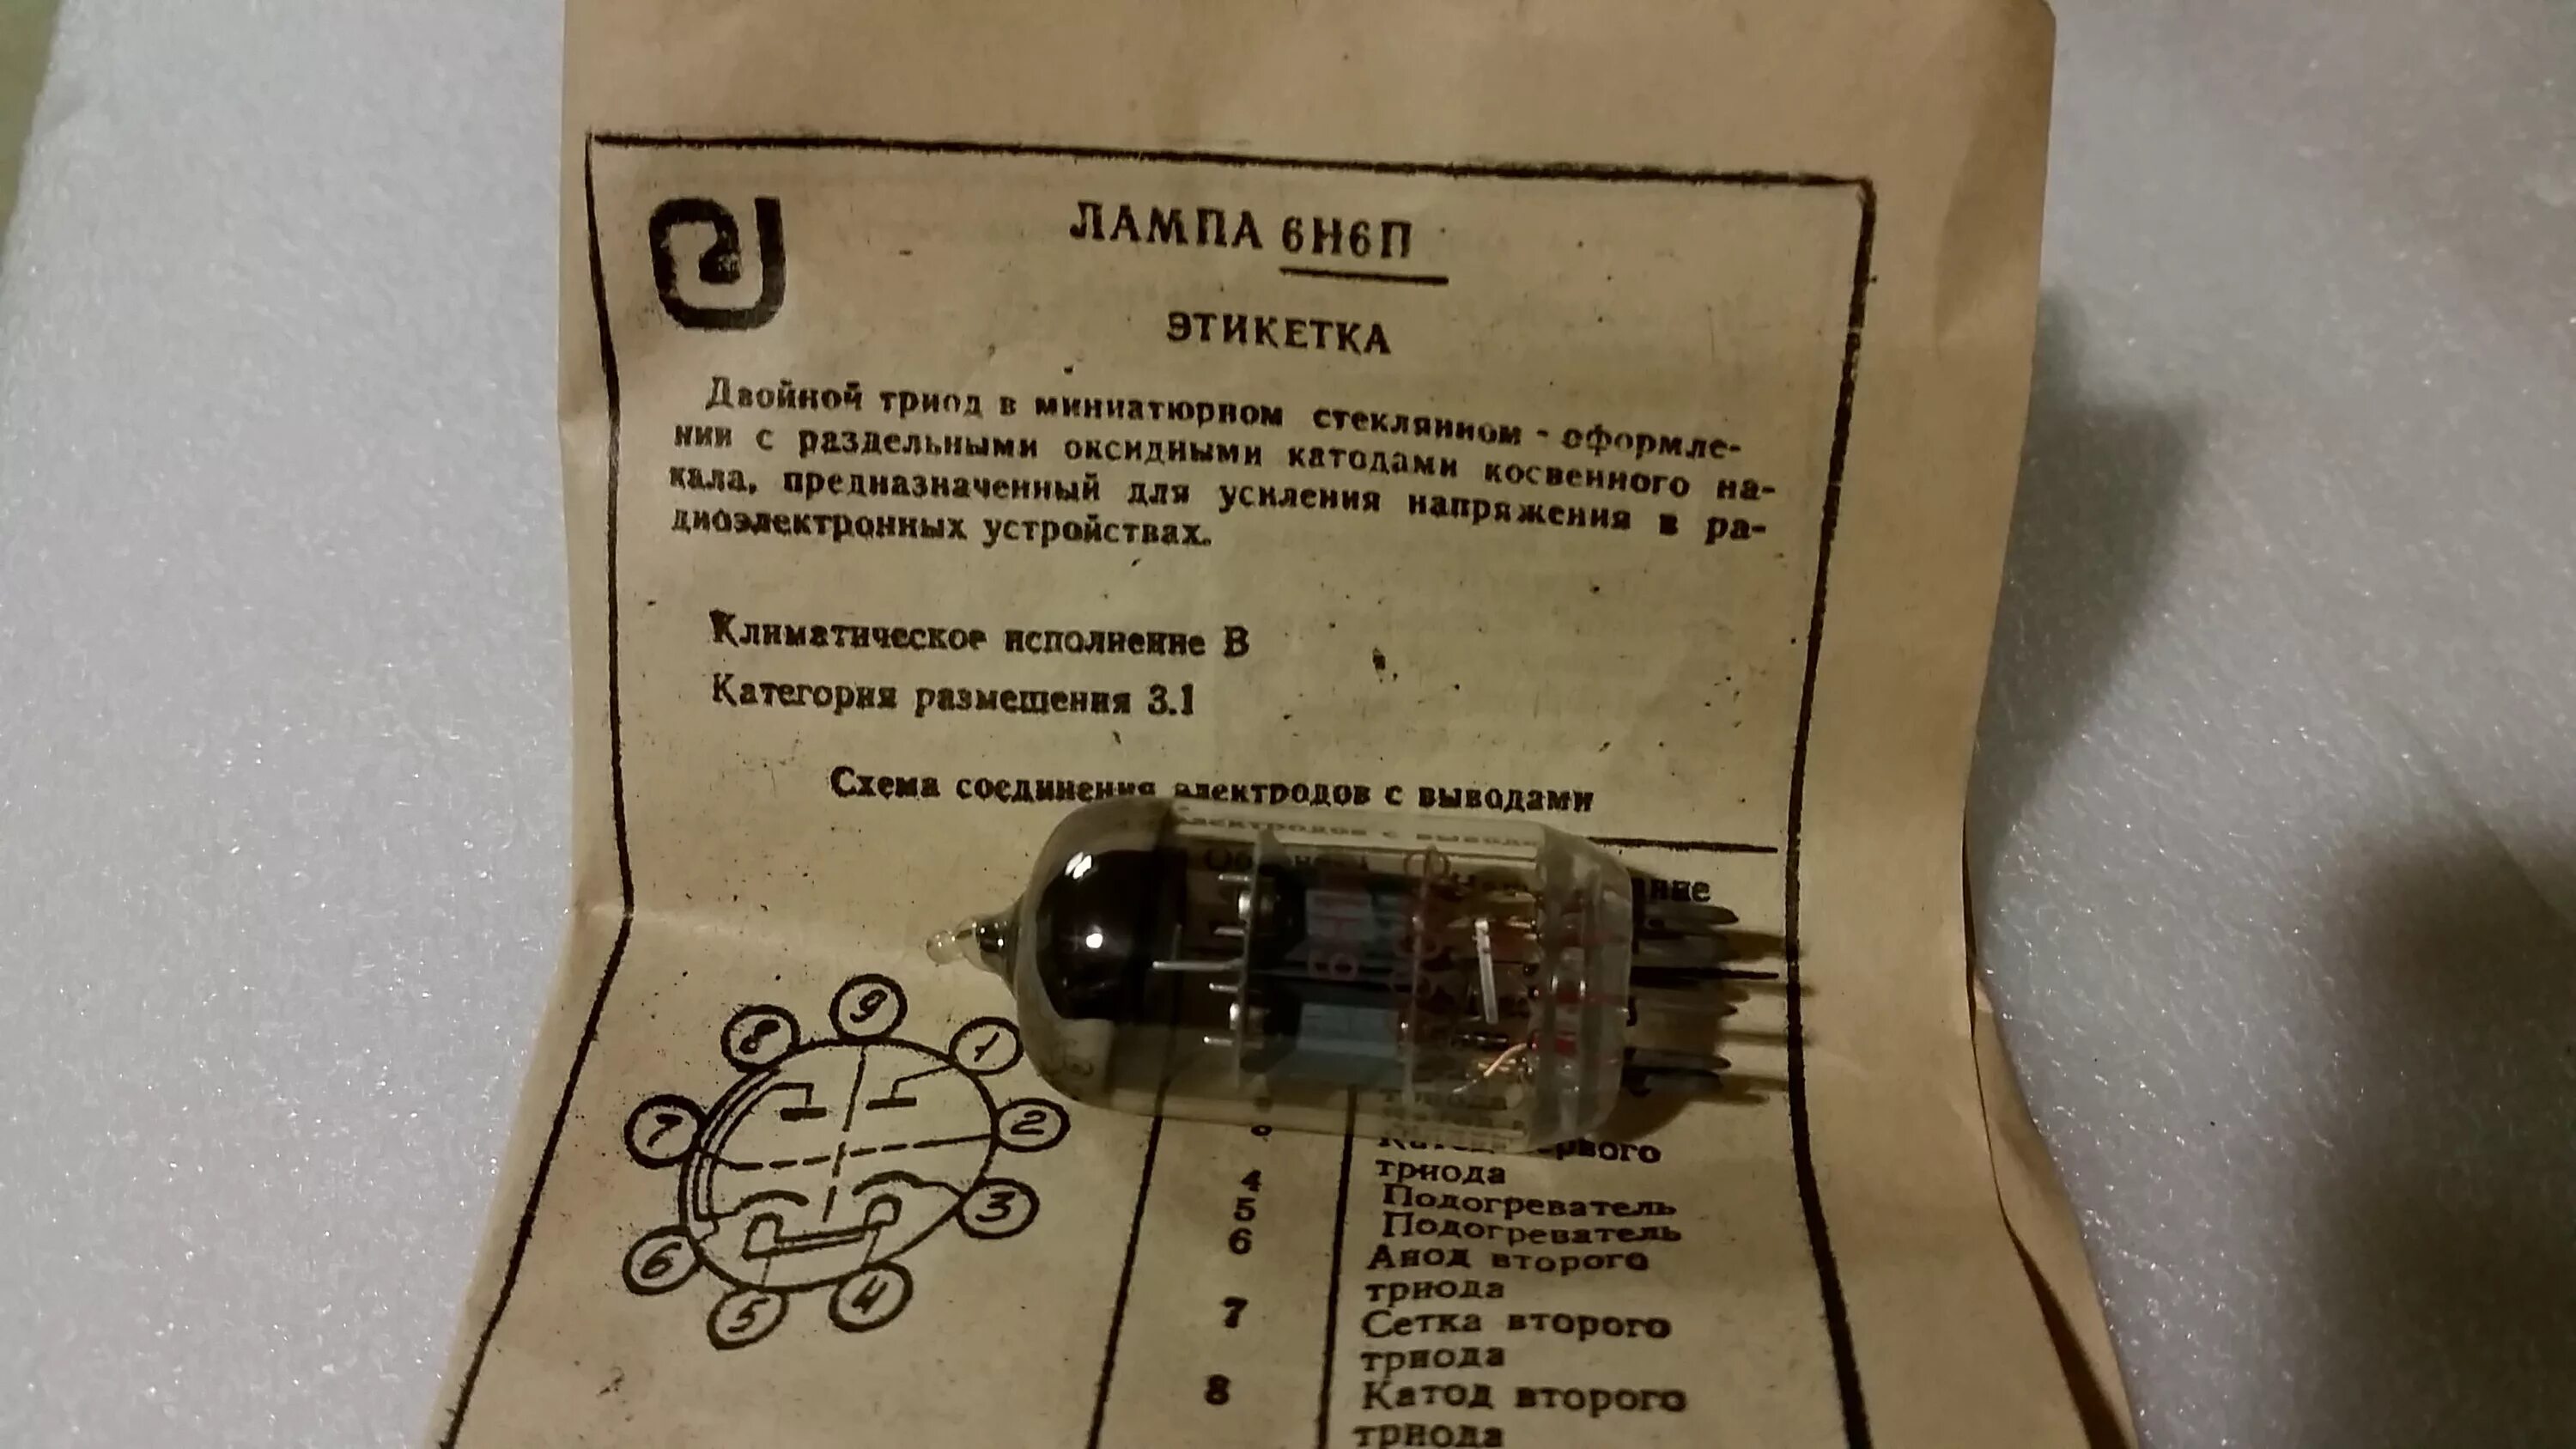 ЛАМПА 6Н6П
ЭТИКЕТКА
Двойной триод в миниатюрном стеклянном - оформле-
нии с раздельными оксидными катодами косвенного на-
кала, предназначенный для усиления напряжения в ра-
диоэлектронных устройствах.
Климатическое исполнение В
Категория размещения 3.1
Схема соединения электродов с выводами
9
8
1
7
2
3
6
5
4
триода
4 Подогреватель
5 Подогреватель
6 Анод второго
триода
7 Сетка второго
триода
8 Катод второго
триода